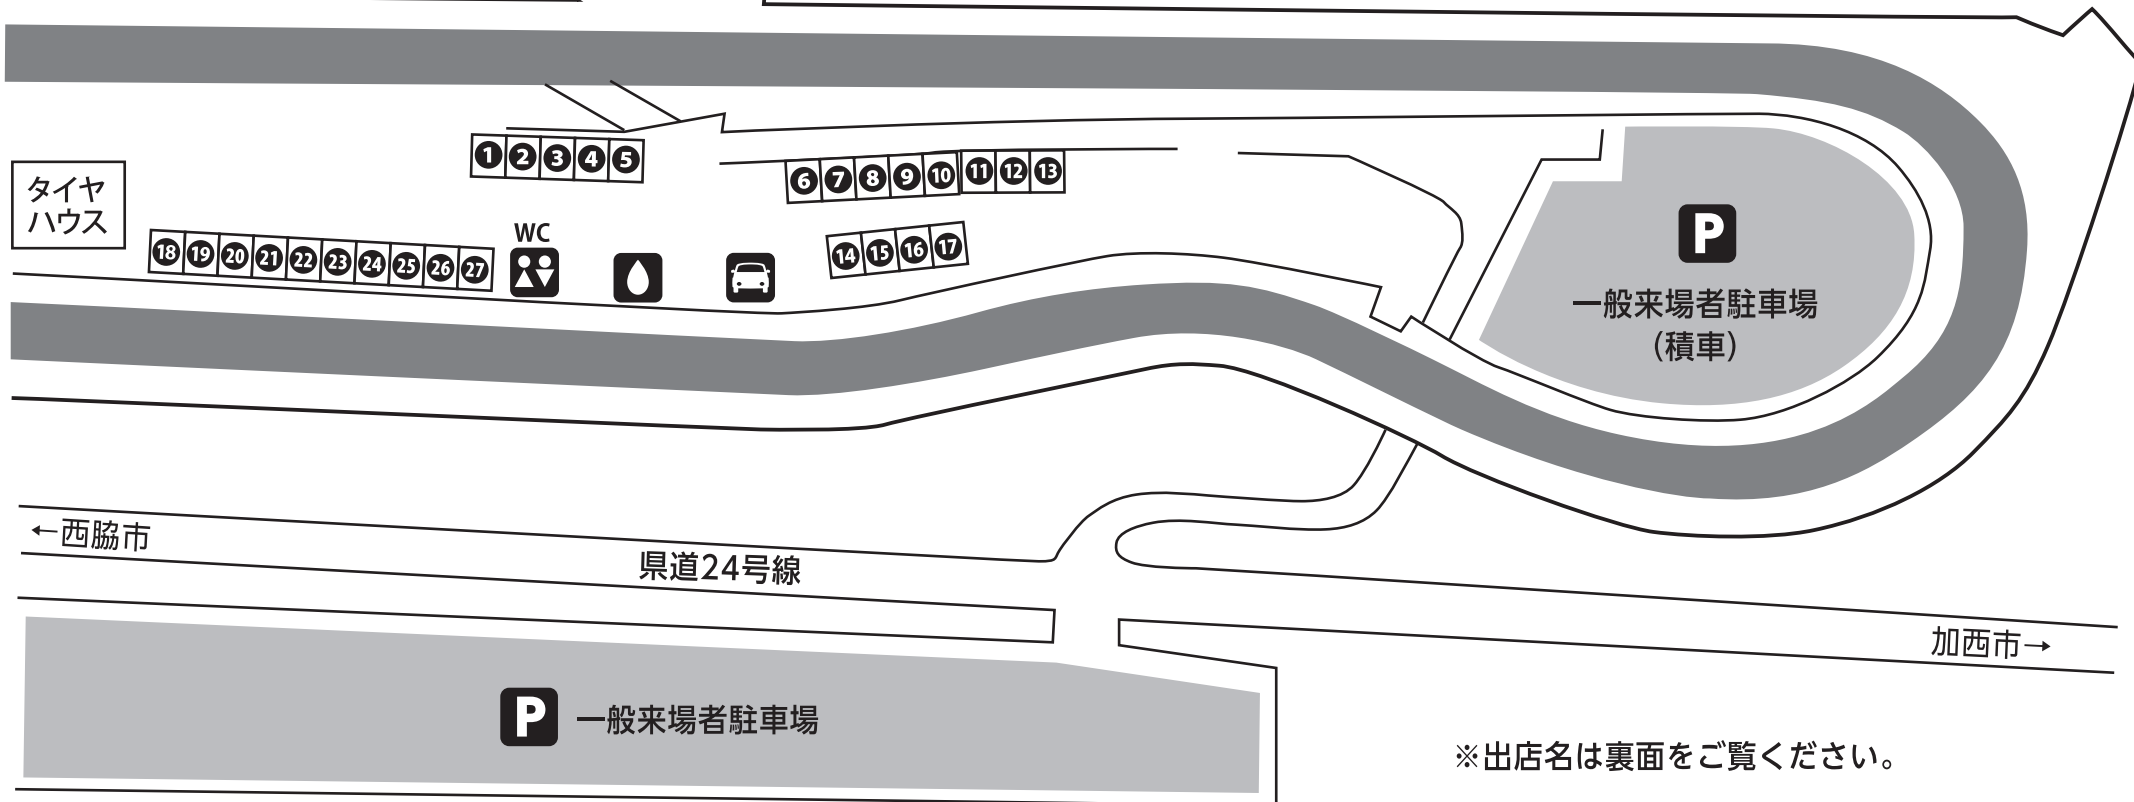 1 2 3 4 5
6 7 8 9 10 11 12 13
タイヤ
ハウス
18 19 20 21 22 23 24 25 26 27
WC
14 15 16 17
P
一般来場者駐車場
(積車)
←西脇市
県道24号線
加西市→
P 一般来場者駐車場
※出店名は裏面をご覧ください。